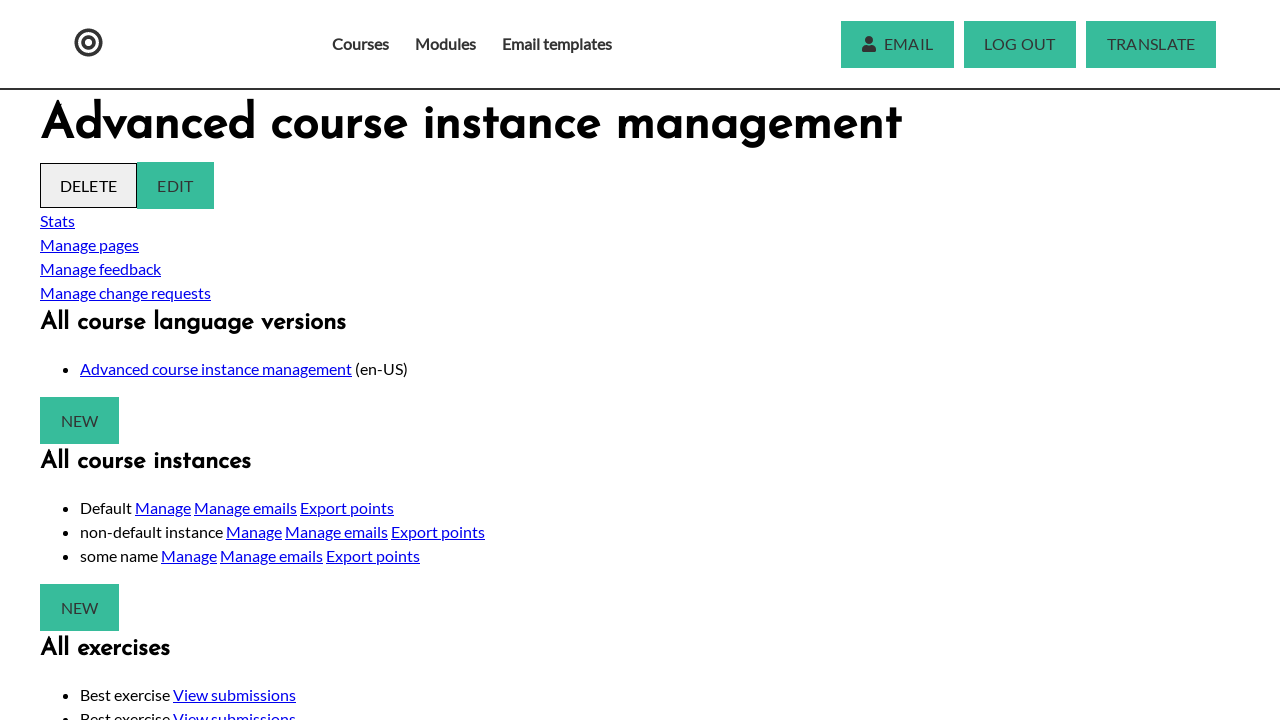 Courses Modules Email templates EMAIL LOG OUT TRANSLATE
Advanced course instance management
DELETE EDIT
Stats
Manage pages
Manage feedback
Manage change requests
All course language versions
Advanced course instance management (en-US)
NEW
All course instances
Default Manage Manage emails Export points
non-default instance Manage Manage emails Export points
some name Manage Manage emails Export points
NEW
All exercises
Best exercise View submissions
Best exercise View submissions